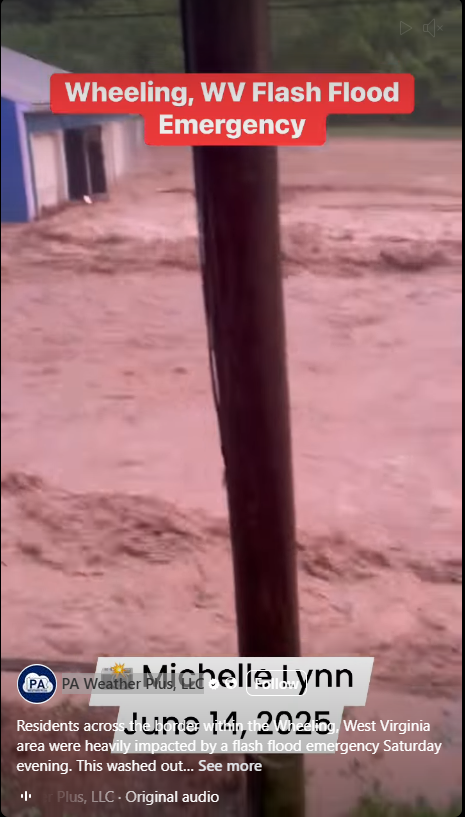 Wheeling, WV Flash Flood
Emergency
📸 Michelle Lynn
PA PA Weather Plus, LLC Follow
June 14, 2025
Residents across the border within the Wheeling, West Virginia
area were heavily impacted by a flash flood emergency Saturday
evening. This washed out... See more
Plus, LLC · Original audio